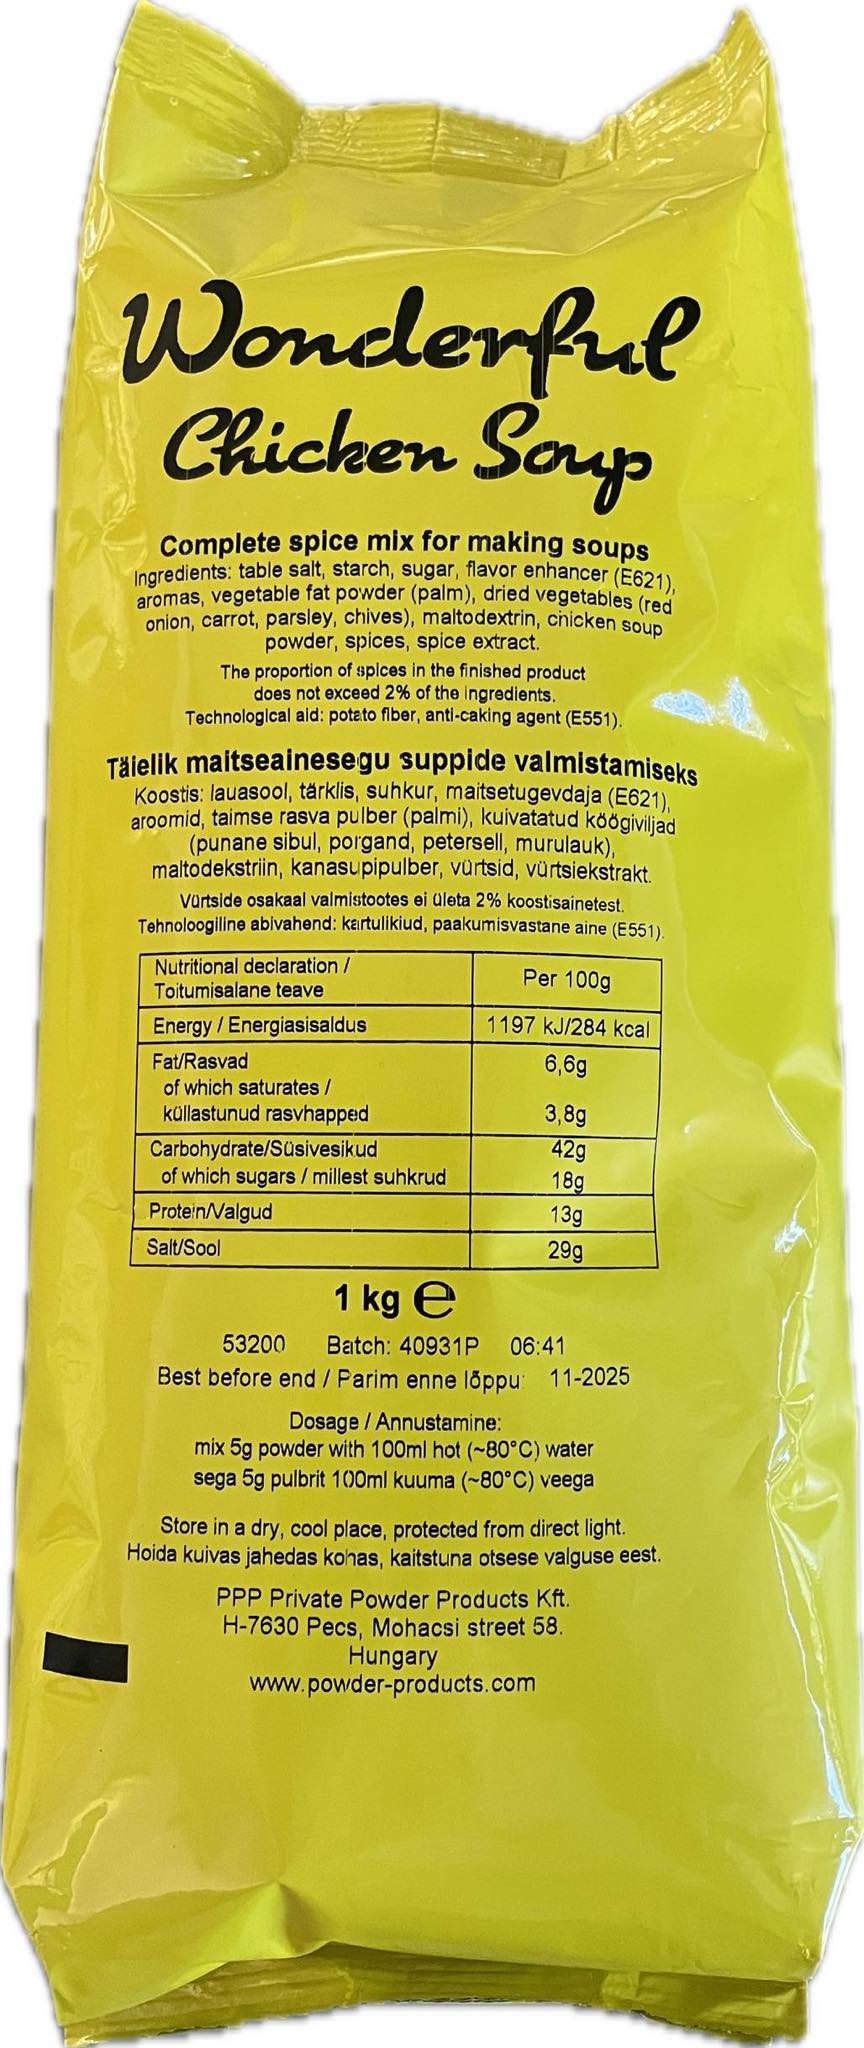 Wonderful
Chicken Soup
Complete spice mix for making soups
Ingredients: table salt, starch, sugar, flavor enhancer (E621),
aromas, vegetable fat powder (palm), dried vegetables (red
onion, carrot, parsley, chives), maltodextrin, chicken soup
powder, spices, spice extract.
The proportion of spices in the finished product
does not exceed 2% of the ingredients.
Technological aid: potato fiber, anti-caking agent (E551).
Täielik maitseainesegu suppide valmistamiseks
Koostis: lauasool, tärklis, suhkur, maitsetugevdaja (E621),
aroomid, taimse rasva pulber (palmi), kuivatatud köögiviljad
(punane sibul, porgand, petersell, murulauk),
maltodekstriin, kanasupipulber, vürtsid, vürtsiekstrakt.
Vürtside osakaal valmistootes ei ületa 2% koostisainetest.
Tehnoloogiline abivahend: kartulikiud, paakumisvastane aine (E551).
Nutritional declaration /
Toitumisalane teave
Per 100g
Energy / Energiasisaldus 1197 kJ/284 kcal
Fat/Rasvad 6,6g
of which saturates /
küllastunud rasvhapped 3,8g
Carbohydrate/Süsivesikud 42g
of which sugars / millest suhkrud 18g
Protein/Valgud 13g
Salt/Sool 29g
1 kg ℮
53200 Batch: 40931P 06:41
Best before end / Parim enne lõppu: 11-2025
Dosage / Annustamine:
mix 5g powder with 100ml hot (~80°C) water
sega 5g pulbrit 100ml kuuma (~80°C) veega
Store in a dry, cool place, protected from direct light.
Hoida kuivas jahedas kohas, kaitstuna otsese valguse eest.
PPP Private Powder Products Kft.
H-7630 Pecs, Mohacsi street 58.
Hungary
www.powder-products.com